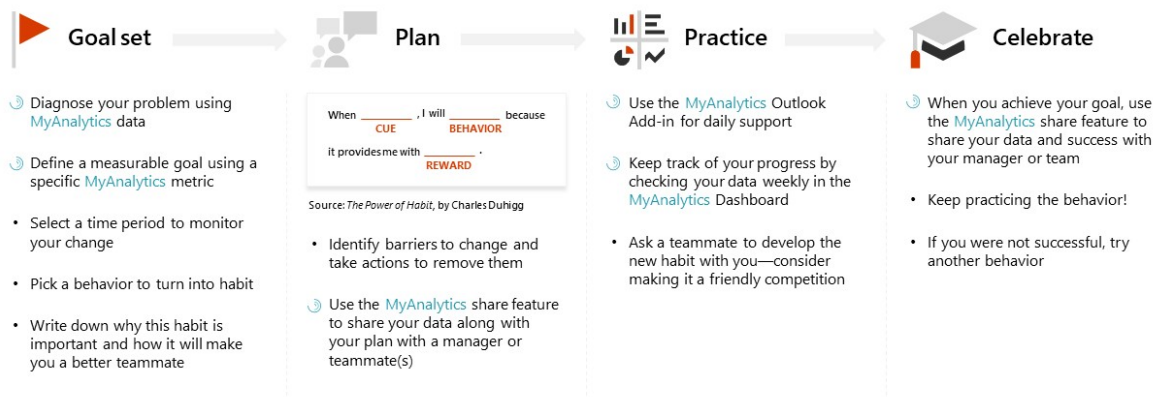 Goal set
Diagnose your problem using
MyAnalytics data
Define a measurable goal using a
specific MyAnalytics metric
• Select a time period to monitor
your change
• Pick a behavior to turn into habit
• Write down why this habit is
important and how it will make
you a better teammate
Plan
When ________ , I will ________ because
CUE BEHAVIOR
it provides me with ________ .
REWARD
Source: The Power of Habit, by Charles Duhigg
• Identify barriers to change and
take actions to remove them
Use the MyAnalytics share feature
to share your data along with
your plan with a manager or
teammate(s)
Practice
Use the MyAnalytics Outlook
Add-in for daily support
Keep track of your progress by
checking your data weekly in the
MyAnalytics Dashboard
• Ask a teammate to develop the
new habit with you—consider
making it a friendly competition
Celebrate
When you achieve your goal, use
the MyAnalytics share feature to
share your data and success with
your manager or team
• Keep practicing the behavior!
• If you were not successful, try
another behavior